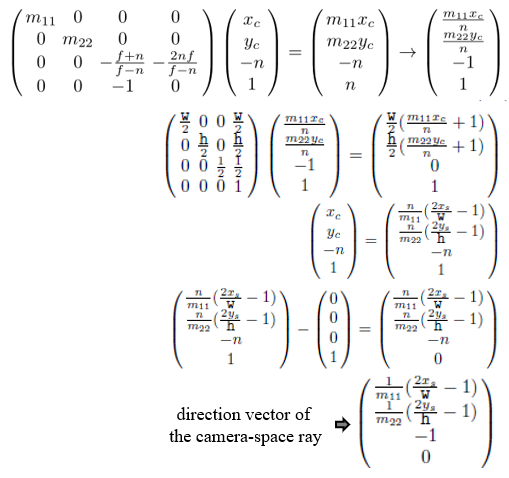 \begin{pmatrix} m_{11} & 0 & 0 & 0 \\ 0 & m_{22} & 0 & 0 \\ 0 & 0 & -\frac{f+n}{f-n} & -\frac{2nf}{f-n} \\ 0 & 0 & -1 & 0 \end{pmatrix} \begin{pmatrix} x_c \\ y_c \\ -n \\ 1 \end{pmatrix} = \begin{pmatrix} m_{11}x_c \\ m_{22}y_c \\ -n \\ n \end{pmatrix} \rightarrow \begin{pmatrix} \frac{m_{11}x_c}{n} \\ \frac{m_{22}y_c}{n} \\ -1 \\ 1 \end{pmatrix}
\begin{pmatrix} \frac{w}{2} & 0 & 0 & \frac{w}{2} \\ 0 & \frac{h}{2} & 0 & \frac{h}{2} \\ 0 & 0 & \frac{1}{2} & \frac{1}{2} \\ 0 & 0 & 0 & 1 \end{pmatrix} \begin{pmatrix} \frac{m_{11}x_c}{n} \\ \frac{m_{22}y_c}{n} \\ -1 \\ 1 \end{pmatrix} = \begin{pmatrix} \frac{w}{2}(\frac{m_{11}x_c}{n} + 1) \\ \frac{h}{2}(\frac{m_{22}y_c}{n} + 1) \\ 0 \\ 1 \end{pmatrix}
\begin{pmatrix} x_c \\ y_c \\ -n \\ 1 \end{pmatrix} = \begin{pmatrix} \frac{n}{m_{11}}(\frac{2x_s}{w} - 1) \\ \frac{n}{m_{22}}(\frac{2y_s}{h} - 1) \\ -n \\ 1 \end{pmatrix}
\begin{pmatrix} \frac{n}{m_{11}}(\frac{2x_s}{w} - 1) \\ \frac{n}{m_{22}}(\frac{2y_s}{h} - 1) \\ -n \\ 1 \end{pmatrix} - \begin{pmatrix} 0 \\ 0 \\ 0 \\ 1 \end{pmatrix} = \begin{pmatrix} \frac{n}{m_{11}}(\frac{2x_s}{w} - 1) \\ \frac{n}{m_{22}}(\frac{2y_s}{h} - 1) \\ -n \\ 0 \end{pmatrix}
direction vector of
the camera-space ray ⇨ \begin{pmatrix} \frac{1}{m_{11}}(\frac{2x_s}{w} - 1) \\ \frac{1}{m_{22}}(\frac{2y_s}{h} - 1) \\ -1 \\ 0 \end{pmatrix}